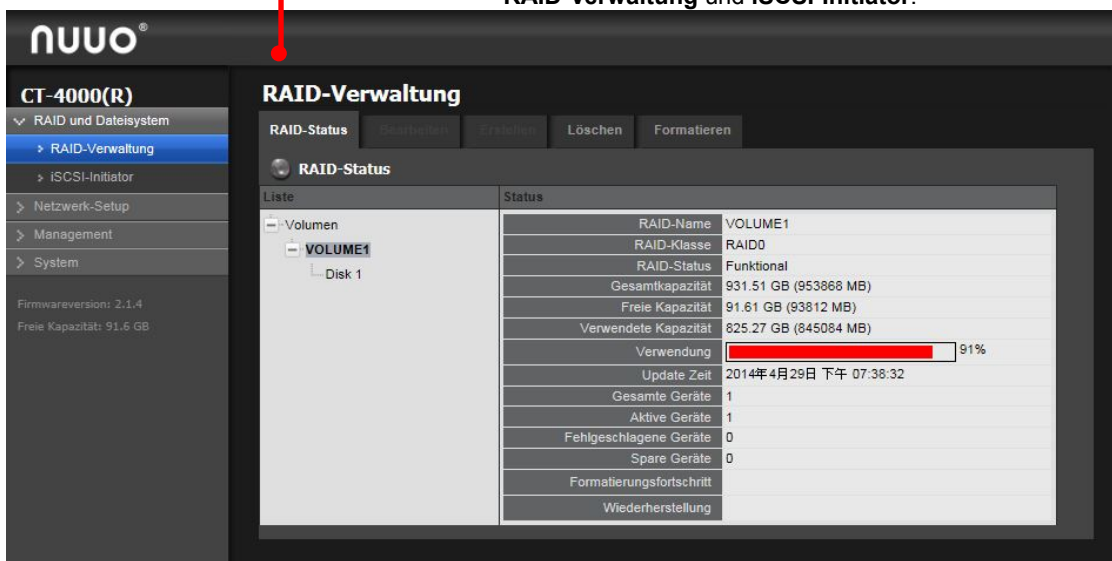 RAID-Verwaltung und iSCSI-Initiator.
nuuo®
CT-4000(R)
RAID und Dateisystem
RAID-Verwaltung
iSCSI-Initiator
Netzwerk-Setup
Management
System
Firmwareversion: 2.1.4
Freie Kapazität: 91.6 GB
RAID-Verwaltung
RAID-Status Bearbeiten Erstellen Löschen Formatieren
RAID-Status
Liste Status
Volumen
VOLUME1
Disk 1
RAID-Name VOLUME1
RAID-Klasse RAID0
RAID-Status Funktional
Gesamtkapazität 931.51 GB (953868 MB)
Freie Kapazität 91.61 GB (93812 MB)
Verwendete Kapazität 825.27 GB (845084 MB)
Verwendung 91%
Update Zeit 2014年4月29日 下午 07:38:32
Gesamte Geräte 1
Aktive Geräte 1
Fehlgeschlagene Geräte 0
Spare Geräte 0
Formatierungsfortschritt
Wiederherstellung